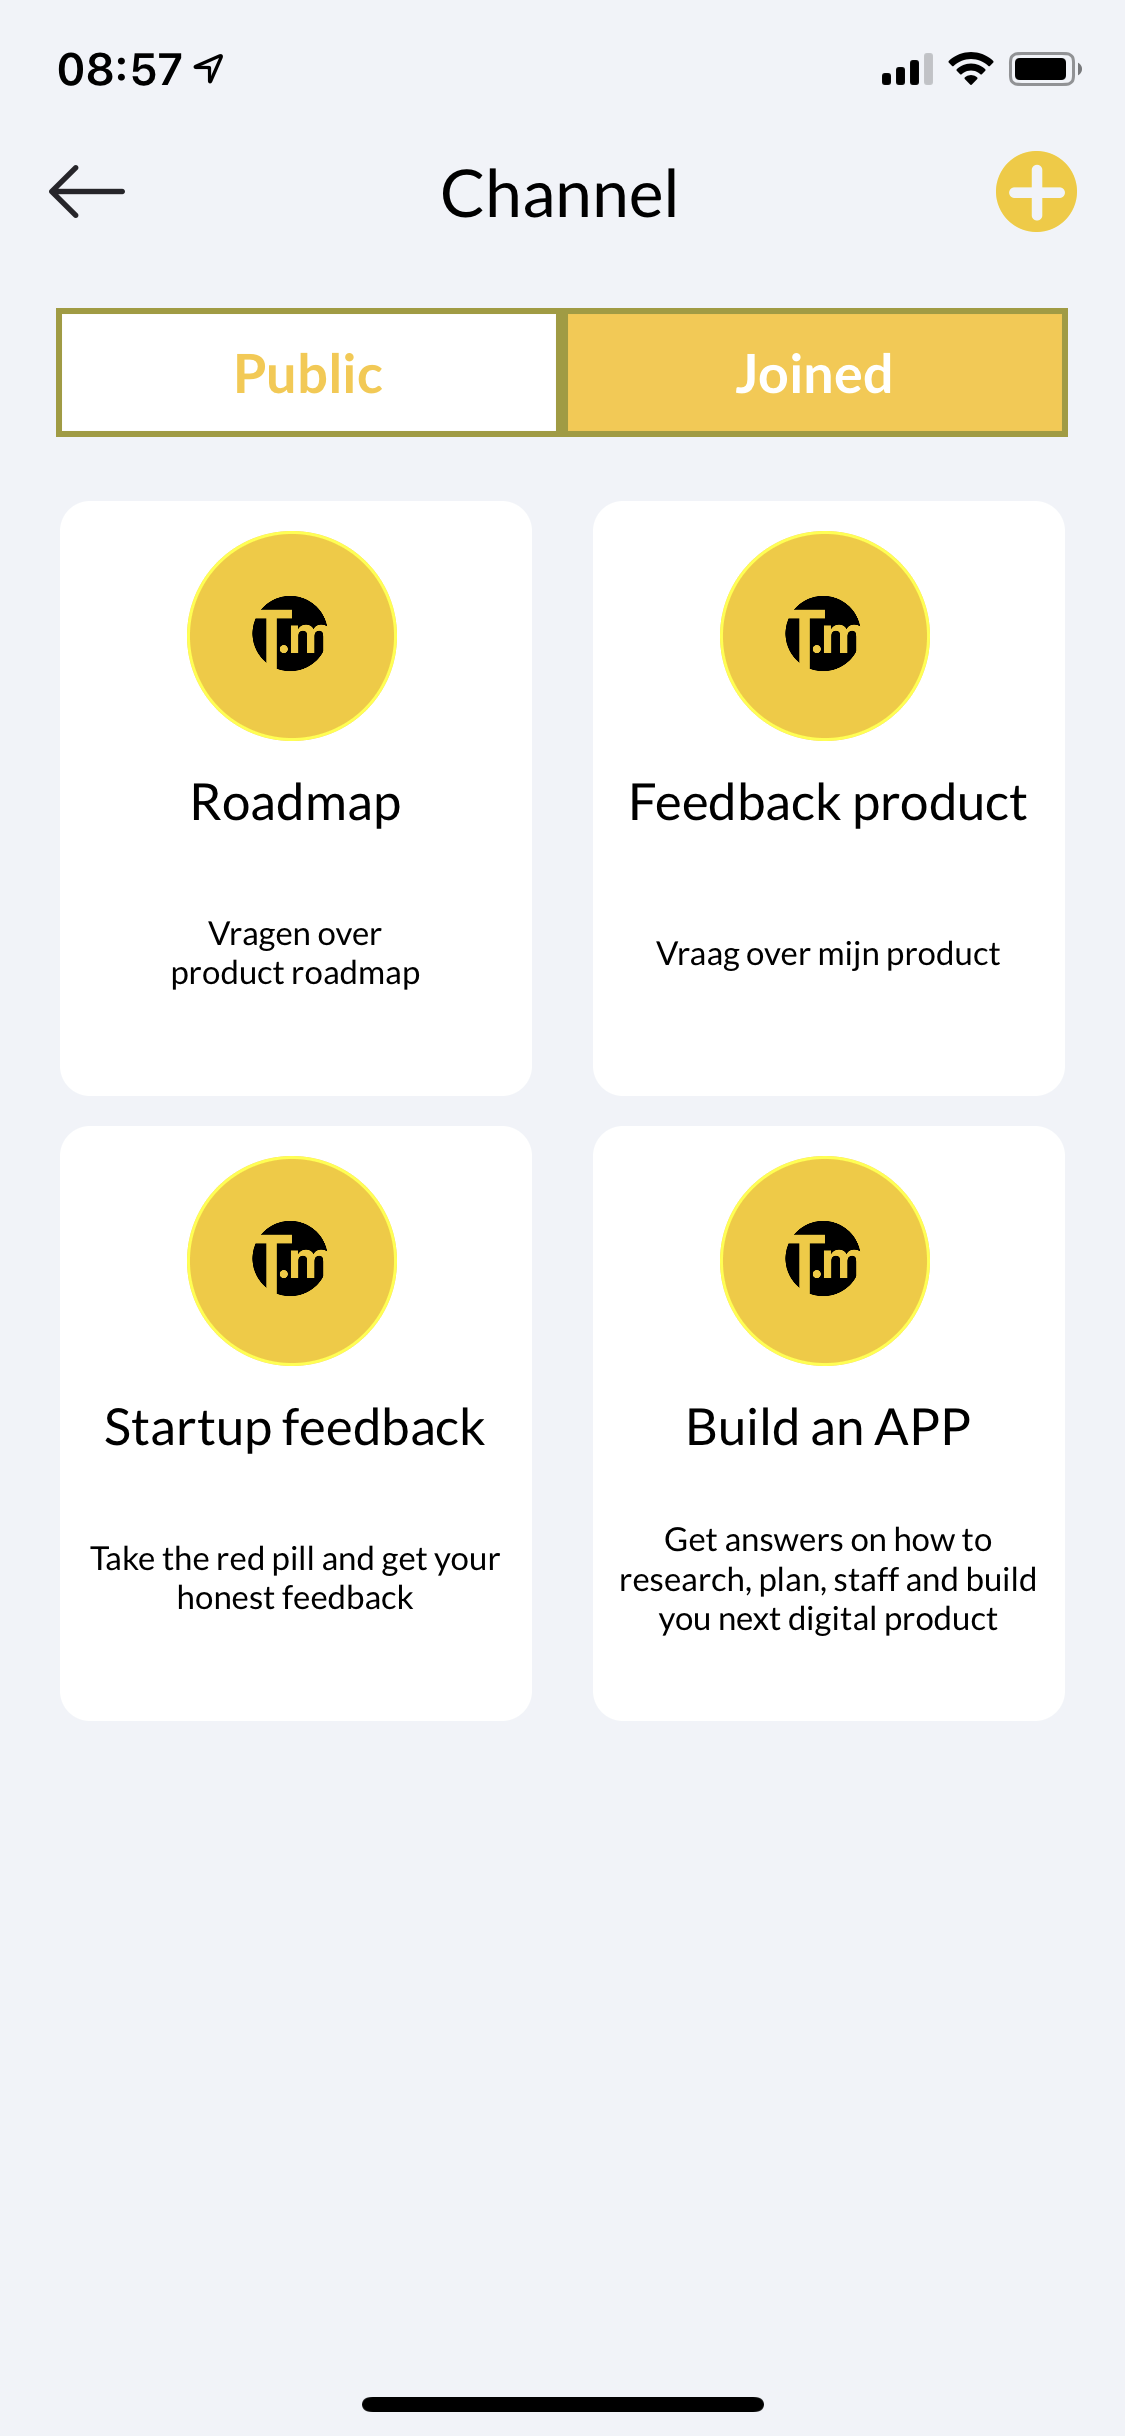 08:57
Channel
Public
Joined
T.m
Roadmap
Vragen over
product roadmap
T.m
Feedback product
Vraag over mijn product
T.m
Startup feedback
Take the red pill and get your
honest feedback
T.m
Build an APP
Get answers on how to
research, plan, staff and build
you next digital product